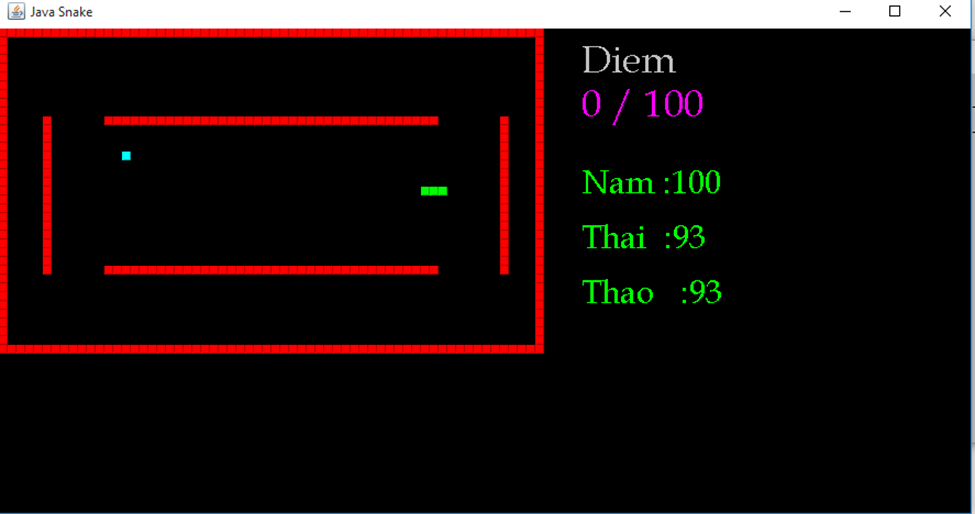 Java Snake
Diem
0 / 100
Nam :100
Thai :93
Thao :93